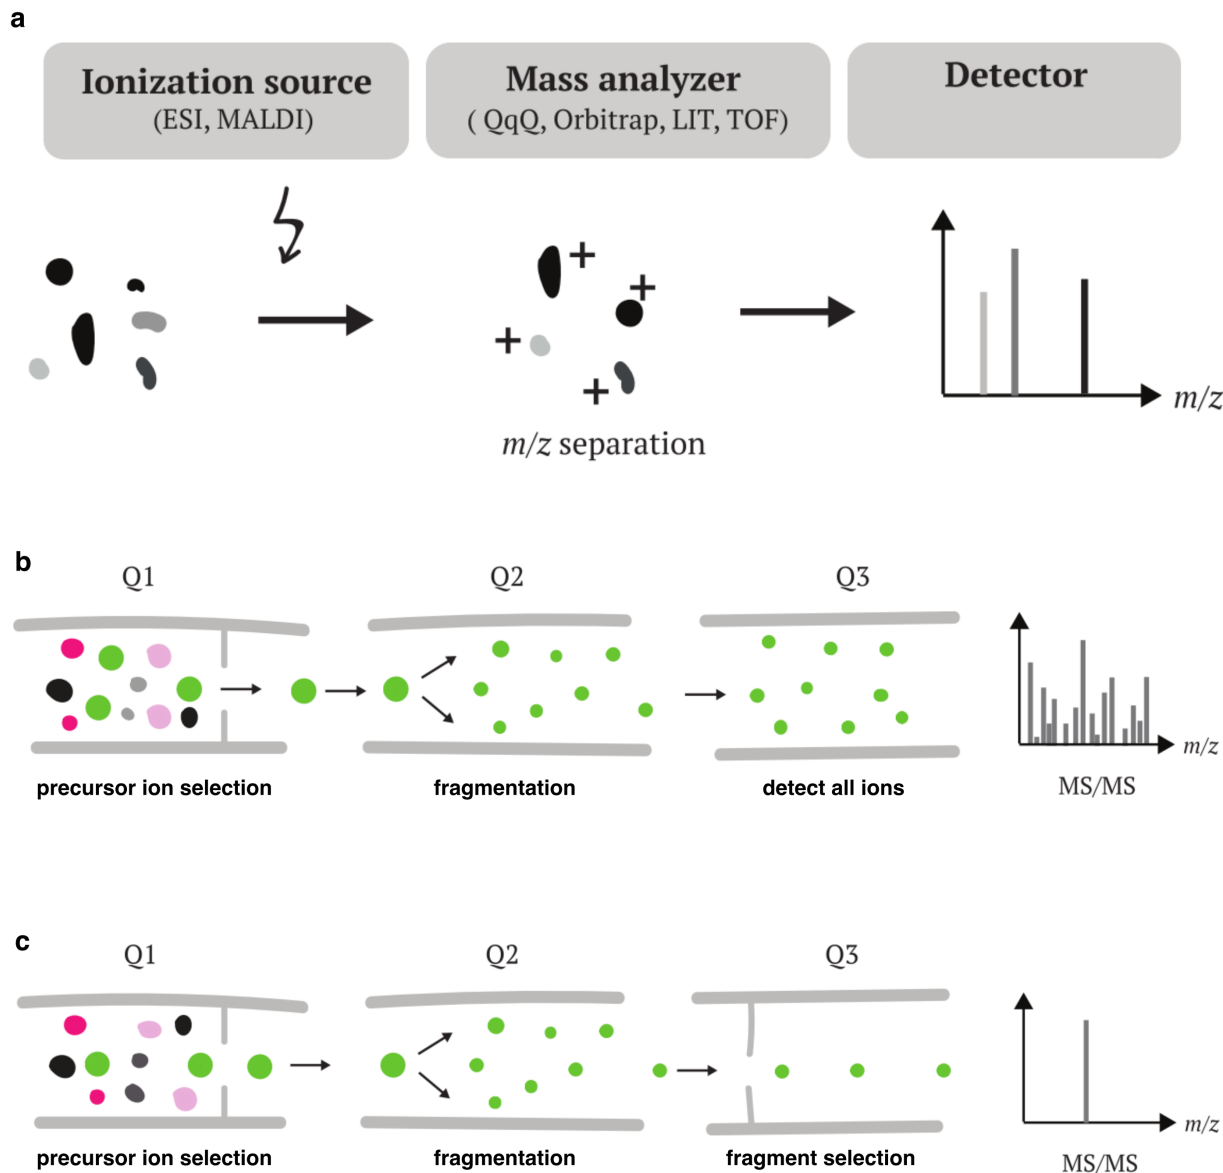 a
Ionization source
(ESI, MALDI)
Mass analyzer
( QqQ, Orbitrap, LIT, TOF)
Detector
+
+
+
+
m/z
m/z separation
b
Q1
Q2
Q3
m/z
precursor ion selection
fragmentation
detect all ions
MS/MS
c
Q1
Q2
Q3
m/z
precursor ion selection
fragmentation
fragment selection
MS/MS